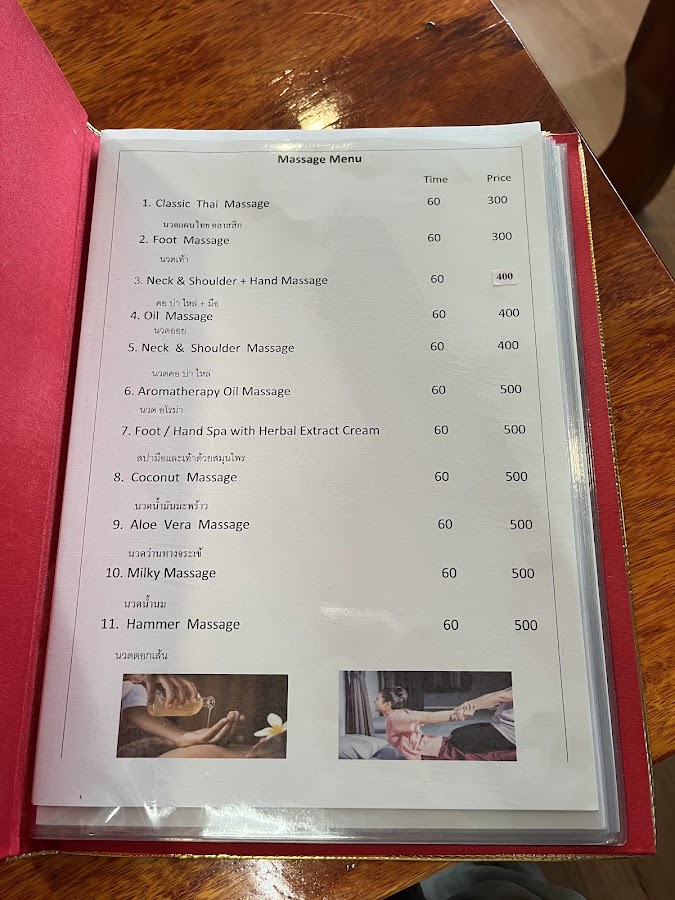 Massage Menu
Time Price
1. Classic Thai Massage 60 300
นวดแผนไทย คลาสสิก
2. Foot Massage 60 300
นวดเท้า
3. Neck & Shoulder + Hand Massage 60 400
คอ บ่า ไหล่ + มือ
4. Oil Massage 60 400
นวดออย
5. Neck & Shoulder Massage 60 400
นวดคอ บ่า ไหล่
6. Aromatherapy Oil Massage 60 500
นวด อโรม่า
7. Foot / Hand Spa with Herbal Extract Cream 60 500
สปามือและเท้าด้วยสมุนไพร
8. Coconut Massage 60 500
นวดน้ำมันมะพร้าว
9. Aloe Vera Massage 60 500
นวดว่านหางจระเข้
10. Milky Massage 60 500
นวดน้ำนม
11. Hammer Massage 60 500
นวดตอกเส้น